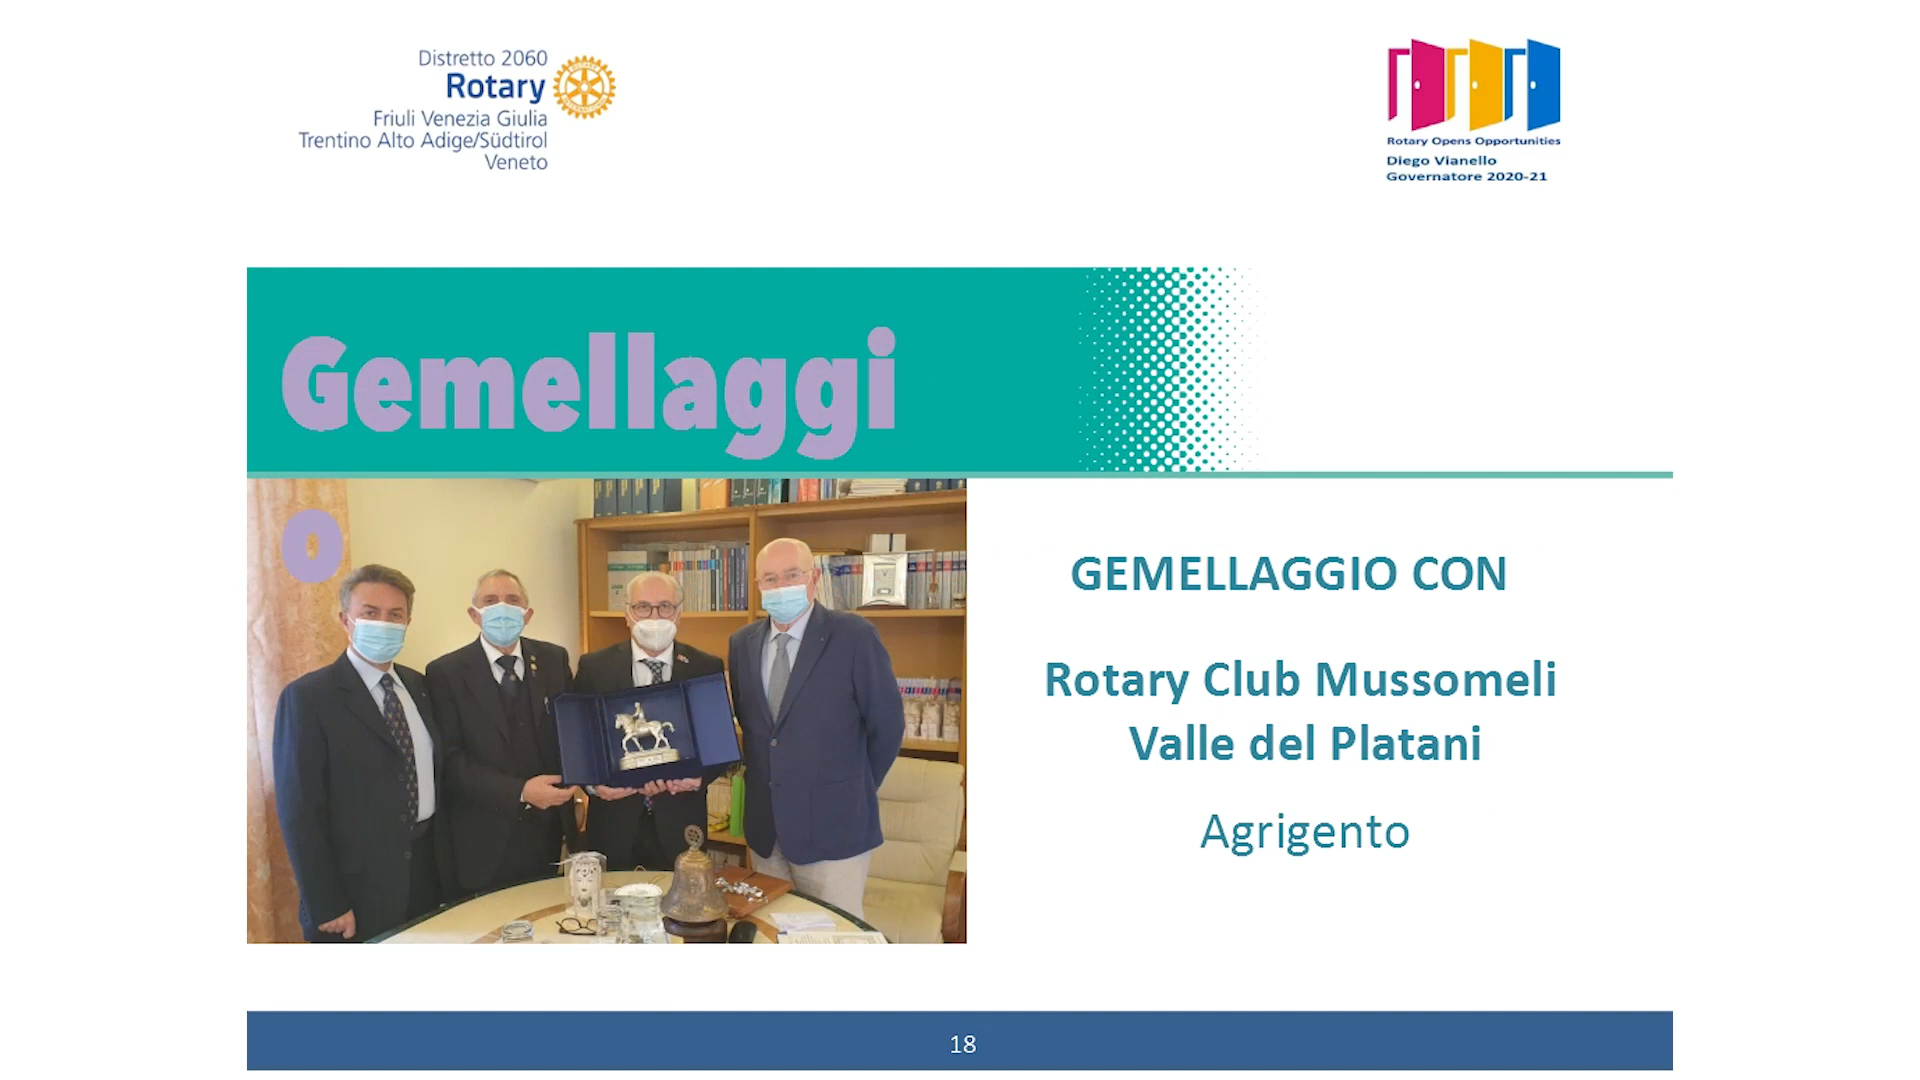 Distretto 2060
Rotary
Friuli Venezia Giulia
Trentino Alto Adige/Südtirol
Veneto
Rotary Opens Opportunities
Diego Vianello
Governatore 2020-21
Gemellaggi
o
GEMELLAGGIO CON
Rotary Club Mussomeli
Valle del Platani
Agrigento
18